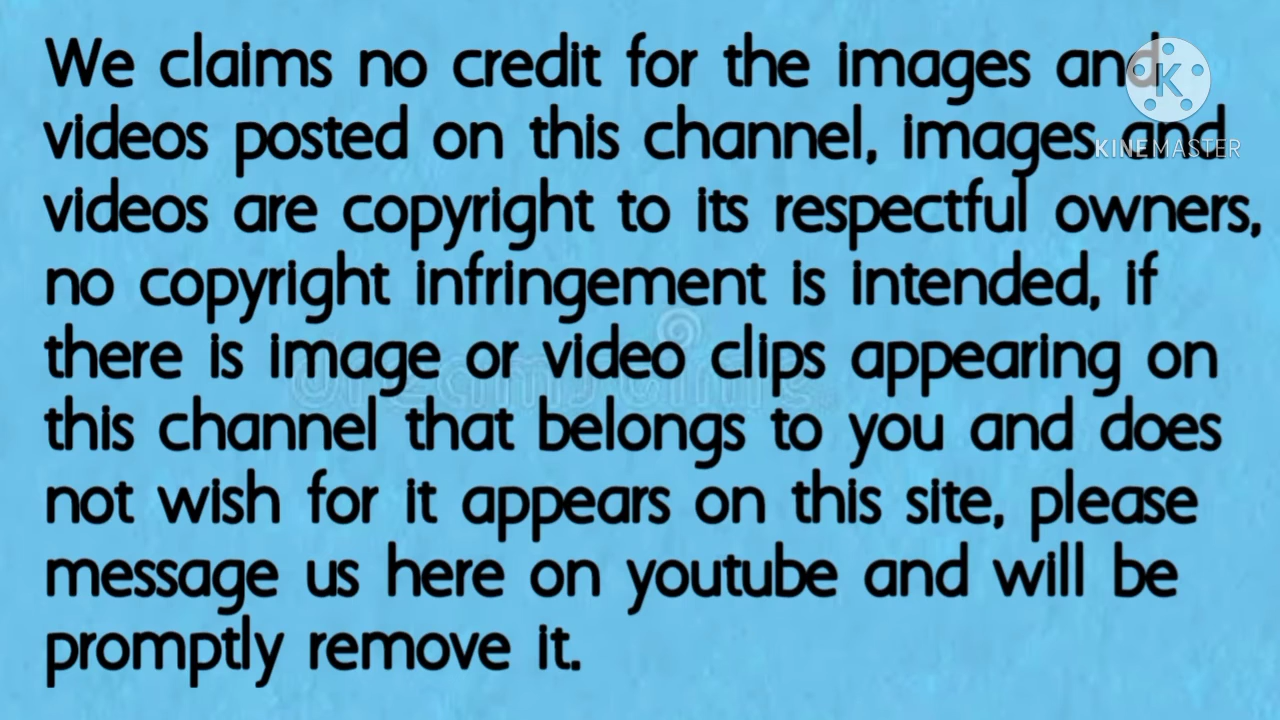 We claims no credit for the images and
videos posted on this channel, images and
videos are copyright to its respectful owners,
no copyright infringement is intended, if
there is image or video clips appearing on
this channel that belongs to you and does
not wish for it appears on this site, please
message us here on youtube and will be
promptly remove it.
K
KINEMASTER